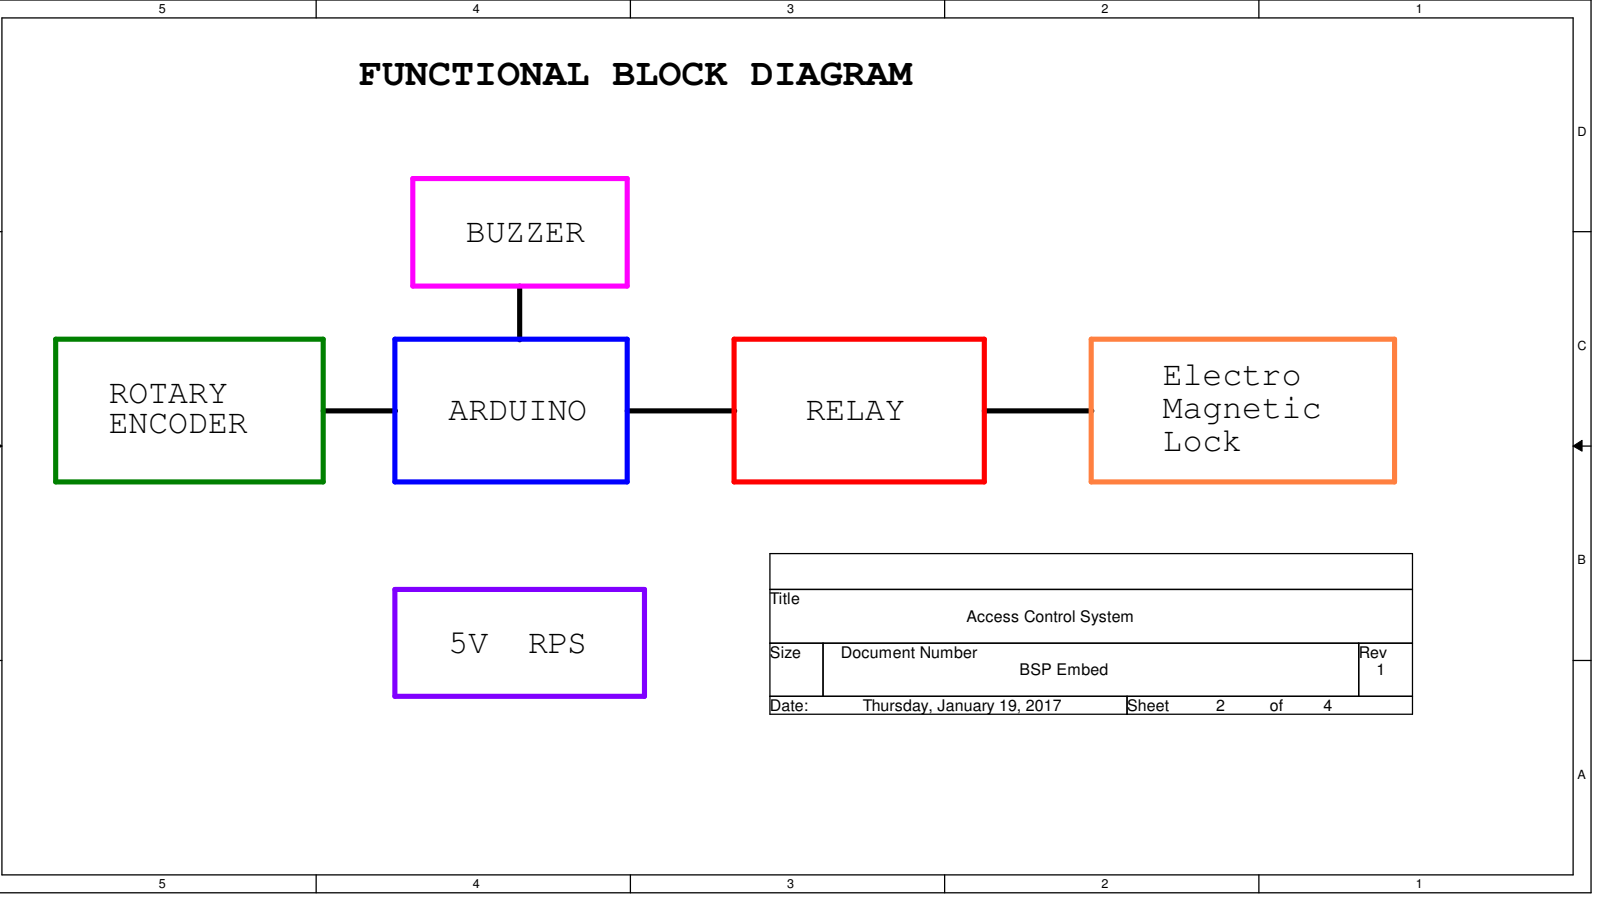 5 4 3 2 1
FUNCTIONAL BLOCK DIAGRAM
D
BUZZER
C
ROTARY
ENCODER
ARDUINO
RELAY
Electro
Magnetic
Lock
B
5V RPS
Title
Access Control System
Size Document Number Rev
BSP Embed 1
Date: Thursday, January 19, 2017 Sheet 2 of 4
A
5 4 3 2 1